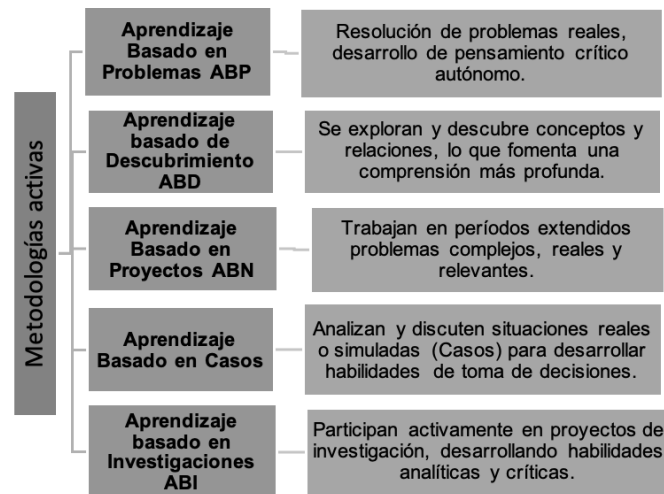 Metodologías activas
Aprendizaje
Basado en
Problemas ABP
Resolución de problemas reales,
desarrollo de pensamiento crítico
autónomo.
Aprendizaje
basado de
Descubrimiento
ABD
Se exploran y descubre conceptos y
relaciones, lo que fomenta una
comprensión más profunda.
Aprendizaje
Basado en
Proyectos ABN
Trabajan en períodos extendidos
problemas complejos, reales y
relevantes.
Aprendizaje
Basado en Casos
Analizan y discuten situaciones reales
o simuladas (Casos) para desarrollar
habilidades de toma de decisiones.
Aprendizaje
basado en
Investigaciones
ABI
Participan activamente en proyectos de
investigación, desarrollando habilidades
analíticas y críticas.